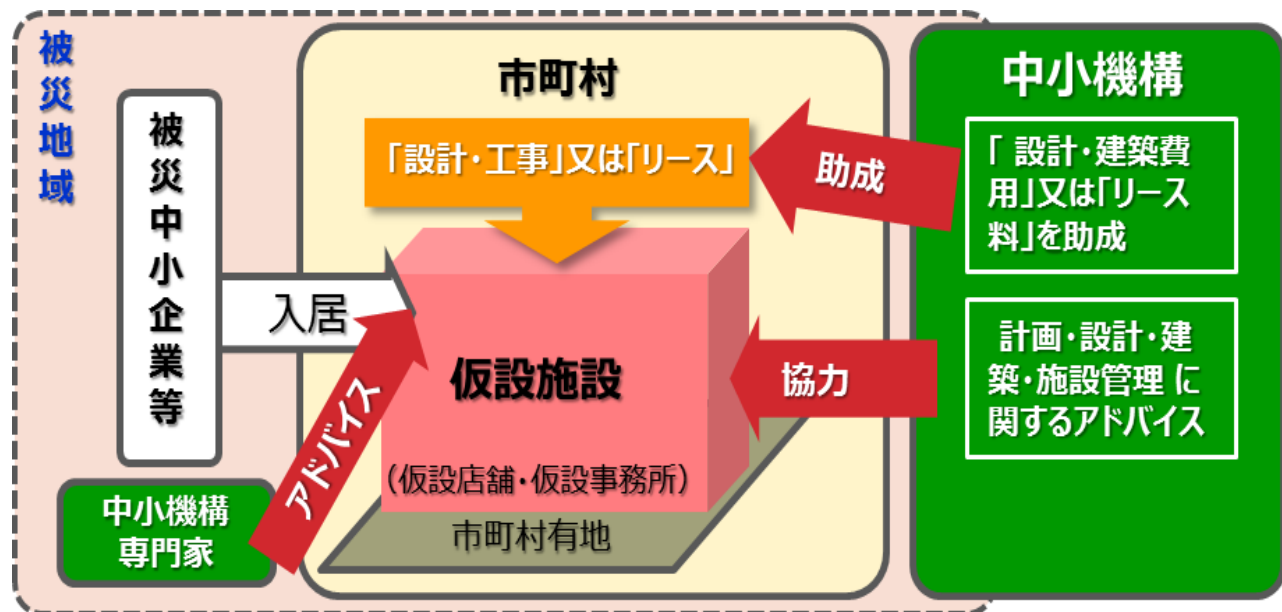 被災地域
被災中小企業等
中小機構
専門家
市町村
「設計・工事」又は「リース」
入居
アドバイス
仮設施設
（仮設店舗・仮設事務所）
市町村有地
助成
協力
中小機構
「 設計・建築費
用」又は「リース
料」を助成
計画・設計・建
築・施設管理 に
関するアドバイス